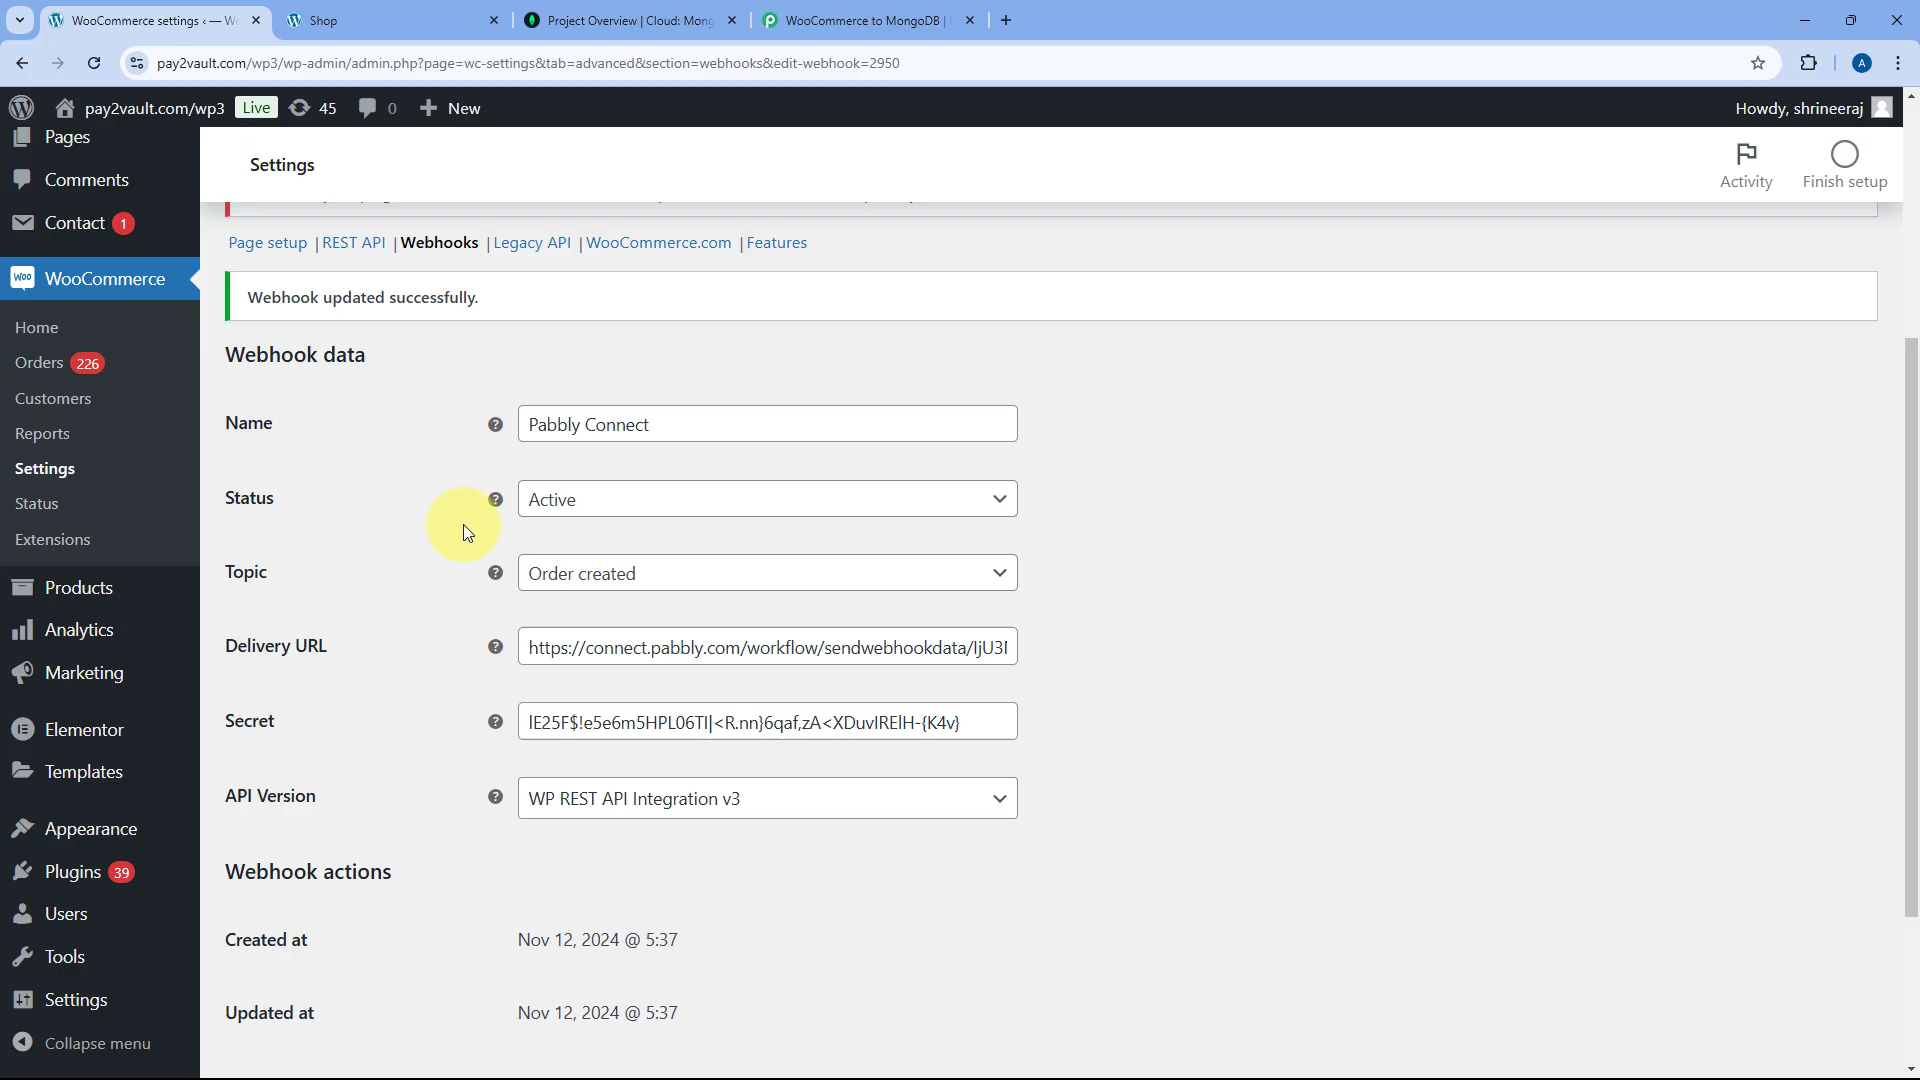 WooCommerce settings ‹ — W
Shop
Project Overview | Cloud: Mong
WooCommerce to MongoDB |
pay2vault.com/wp3/wp-admin/admin.php?page=wc-settings&tab=advanced&section=webhooks&edit-webhook=2950
A
pay2vault.com/wp3 Live 45 0 New
Howdy, shrineeraj
Pages
Comments
Contact 1
Woo WooCommerce
Home
Orders 226
Customers
Reports
Settings
Status
Extensions
Products
Analytics
Marketing
Elementor
Templates
Appearance
Plugins 39
Users
Tools
Settings
Collapse menu
Settings
Activity
Finish setup
Page setup | REST API | Webhooks | Legacy API | WooCommerce.com | Features
Webhook updated successfully.
Webhook data
Name ? Pabbly Connect
Status ? Active
Topic ? Order created
Delivery URL ? https://connect.pabbly.com/workflow/sendwebhookdata/IjU3
Secret ? lE25F$!e5e6m5HPL06TI|<R.nn}6qaf,zA<XDuvIRElH-{K4v}
API Version ? WP REST API Integration v3
Webhook actions
Created at Nov 12, 2024 @ 5:37
Updated at Nov 12, 2024 @ 5:37